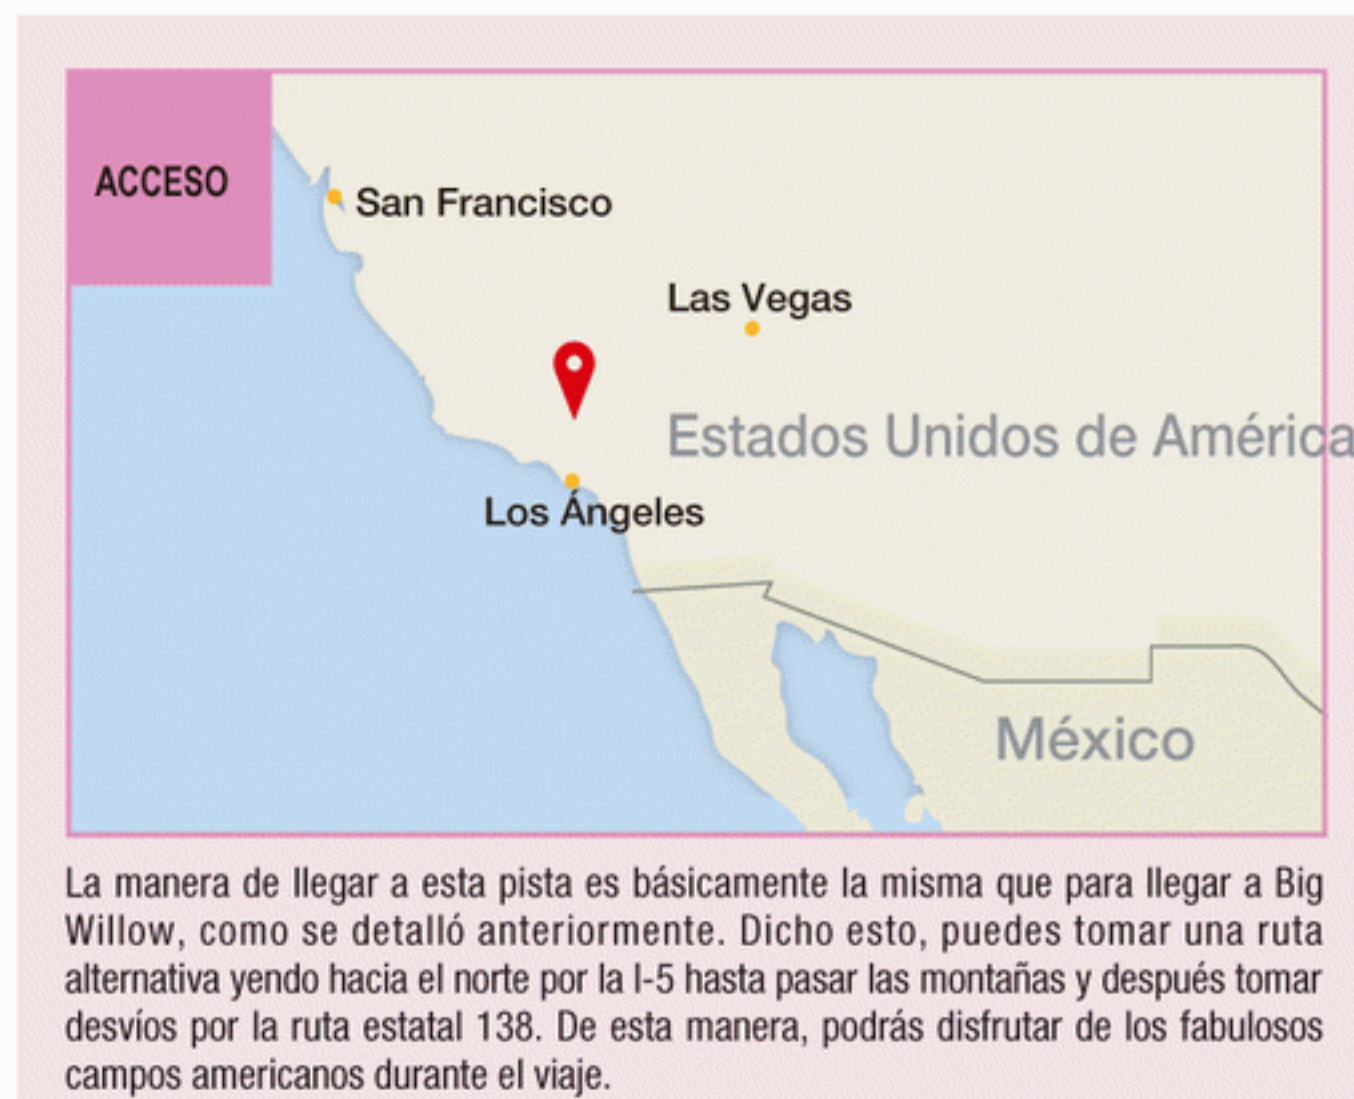 ACCESO
San Francisco
Las Vegas
Estados Unidos de América
Los Ángeles
México
La manera de llegar a esta pista es básicamente la misma que para llegar a Big
Willow, como se detalló anteriormente. Dicho esto, puedes tomar una ruta
alternativa yendo hacia el norte por la I-5 hasta pasar las montañas y después tomar
desvíos por la ruta estatal 138. De esta manera, podrás disfrutar de los fabulosos
campos americanos durante el viaje.